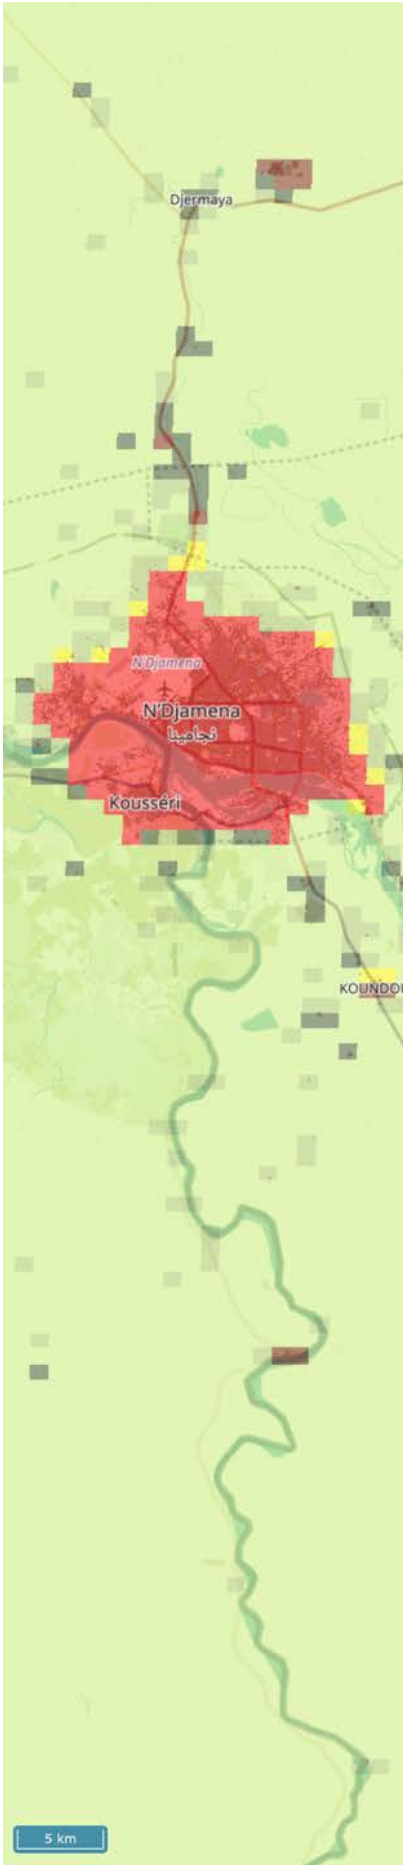 Djermaya
N'Djamena
N'Djamena
نجامينا
Kousséri
KOUNDOU
5 km